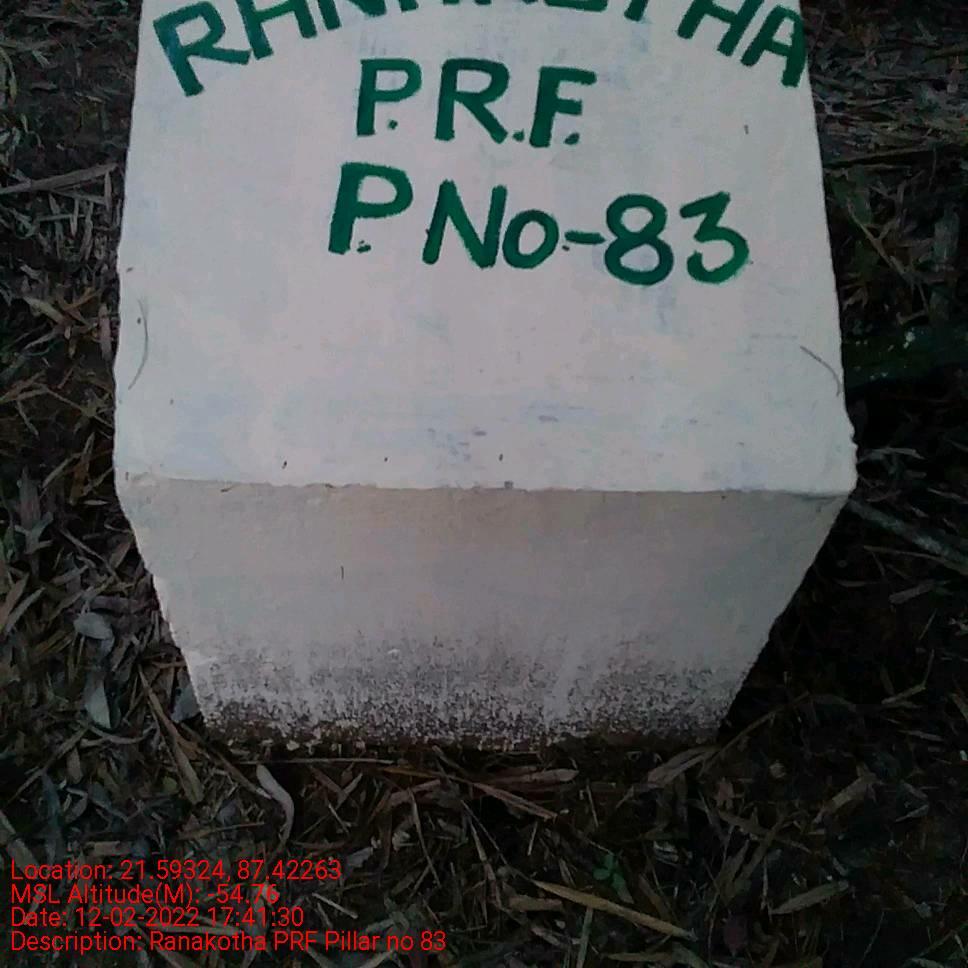 RANAKOTHA
P.R.F.
P.No.-83
Location: 21.59324, 87.42263
MSL Altitude(M): -54.76
Date: 12-02-2022 17:41:30
Description: Ranakotha PRF Pillar no 83